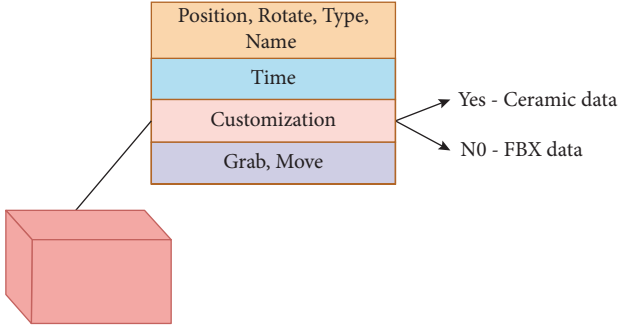 Position, Rotate, Type,
Name
Time
Customization
Grab, Move
Yes - Ceramic data
N0 - FBX data